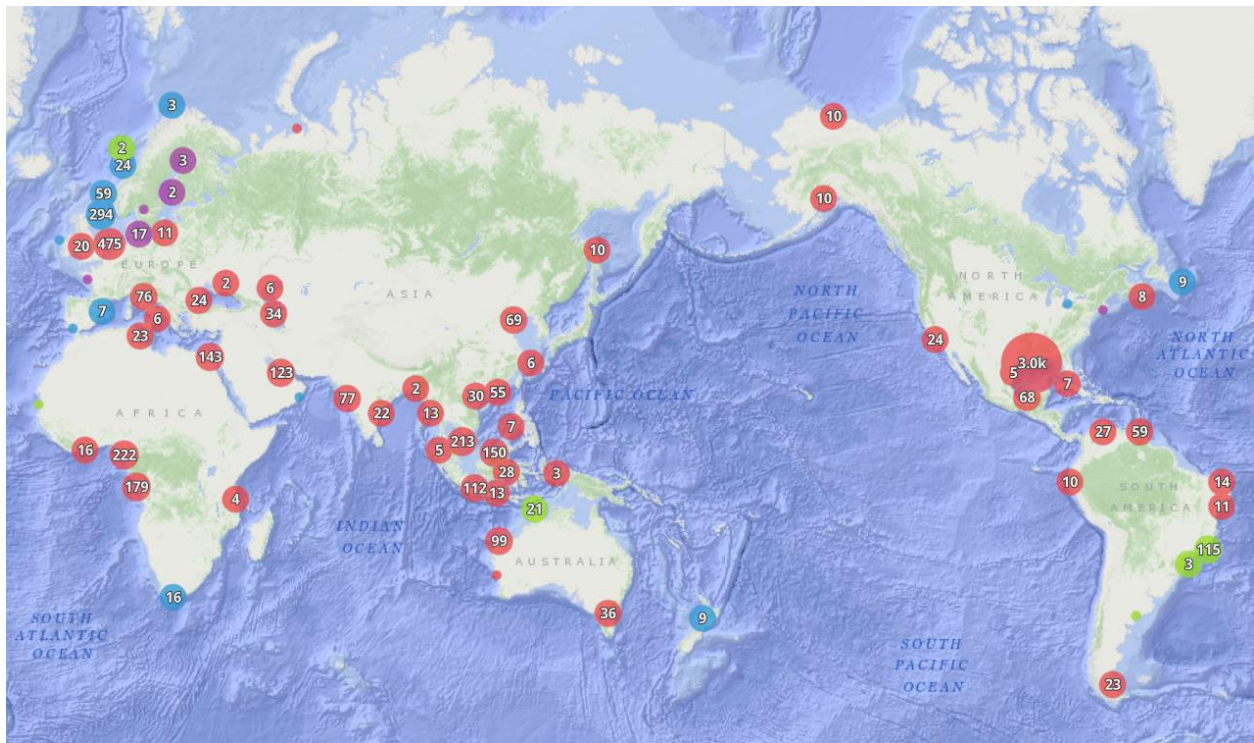 3
10
2
24
3
59
2
10
294
20
475
17
11
10
EUROPE
ASIA
NORTH
AMERICA
2
6
9
76
24
8
7
34
NORTH
PACIFIC
OCEAN
6
69
23
24
NORTH
ATLANTIC
OCEAN
143
6
3.0k
123
5
7
2
77
30
55
PACIFIC OCEAN
68
AFRICA
22
13
7
27
59
16
222
5
213
150
28
3
10
14
179
112
13
SOUTH
AMERICA
4
21
11
INDIAN
OCEAN
99
115
AUSTRALIA
3
16
36
9
SOUTH
ATLANTIC
OCEAN
SOUTH
PACIFIC
OCEAN
23